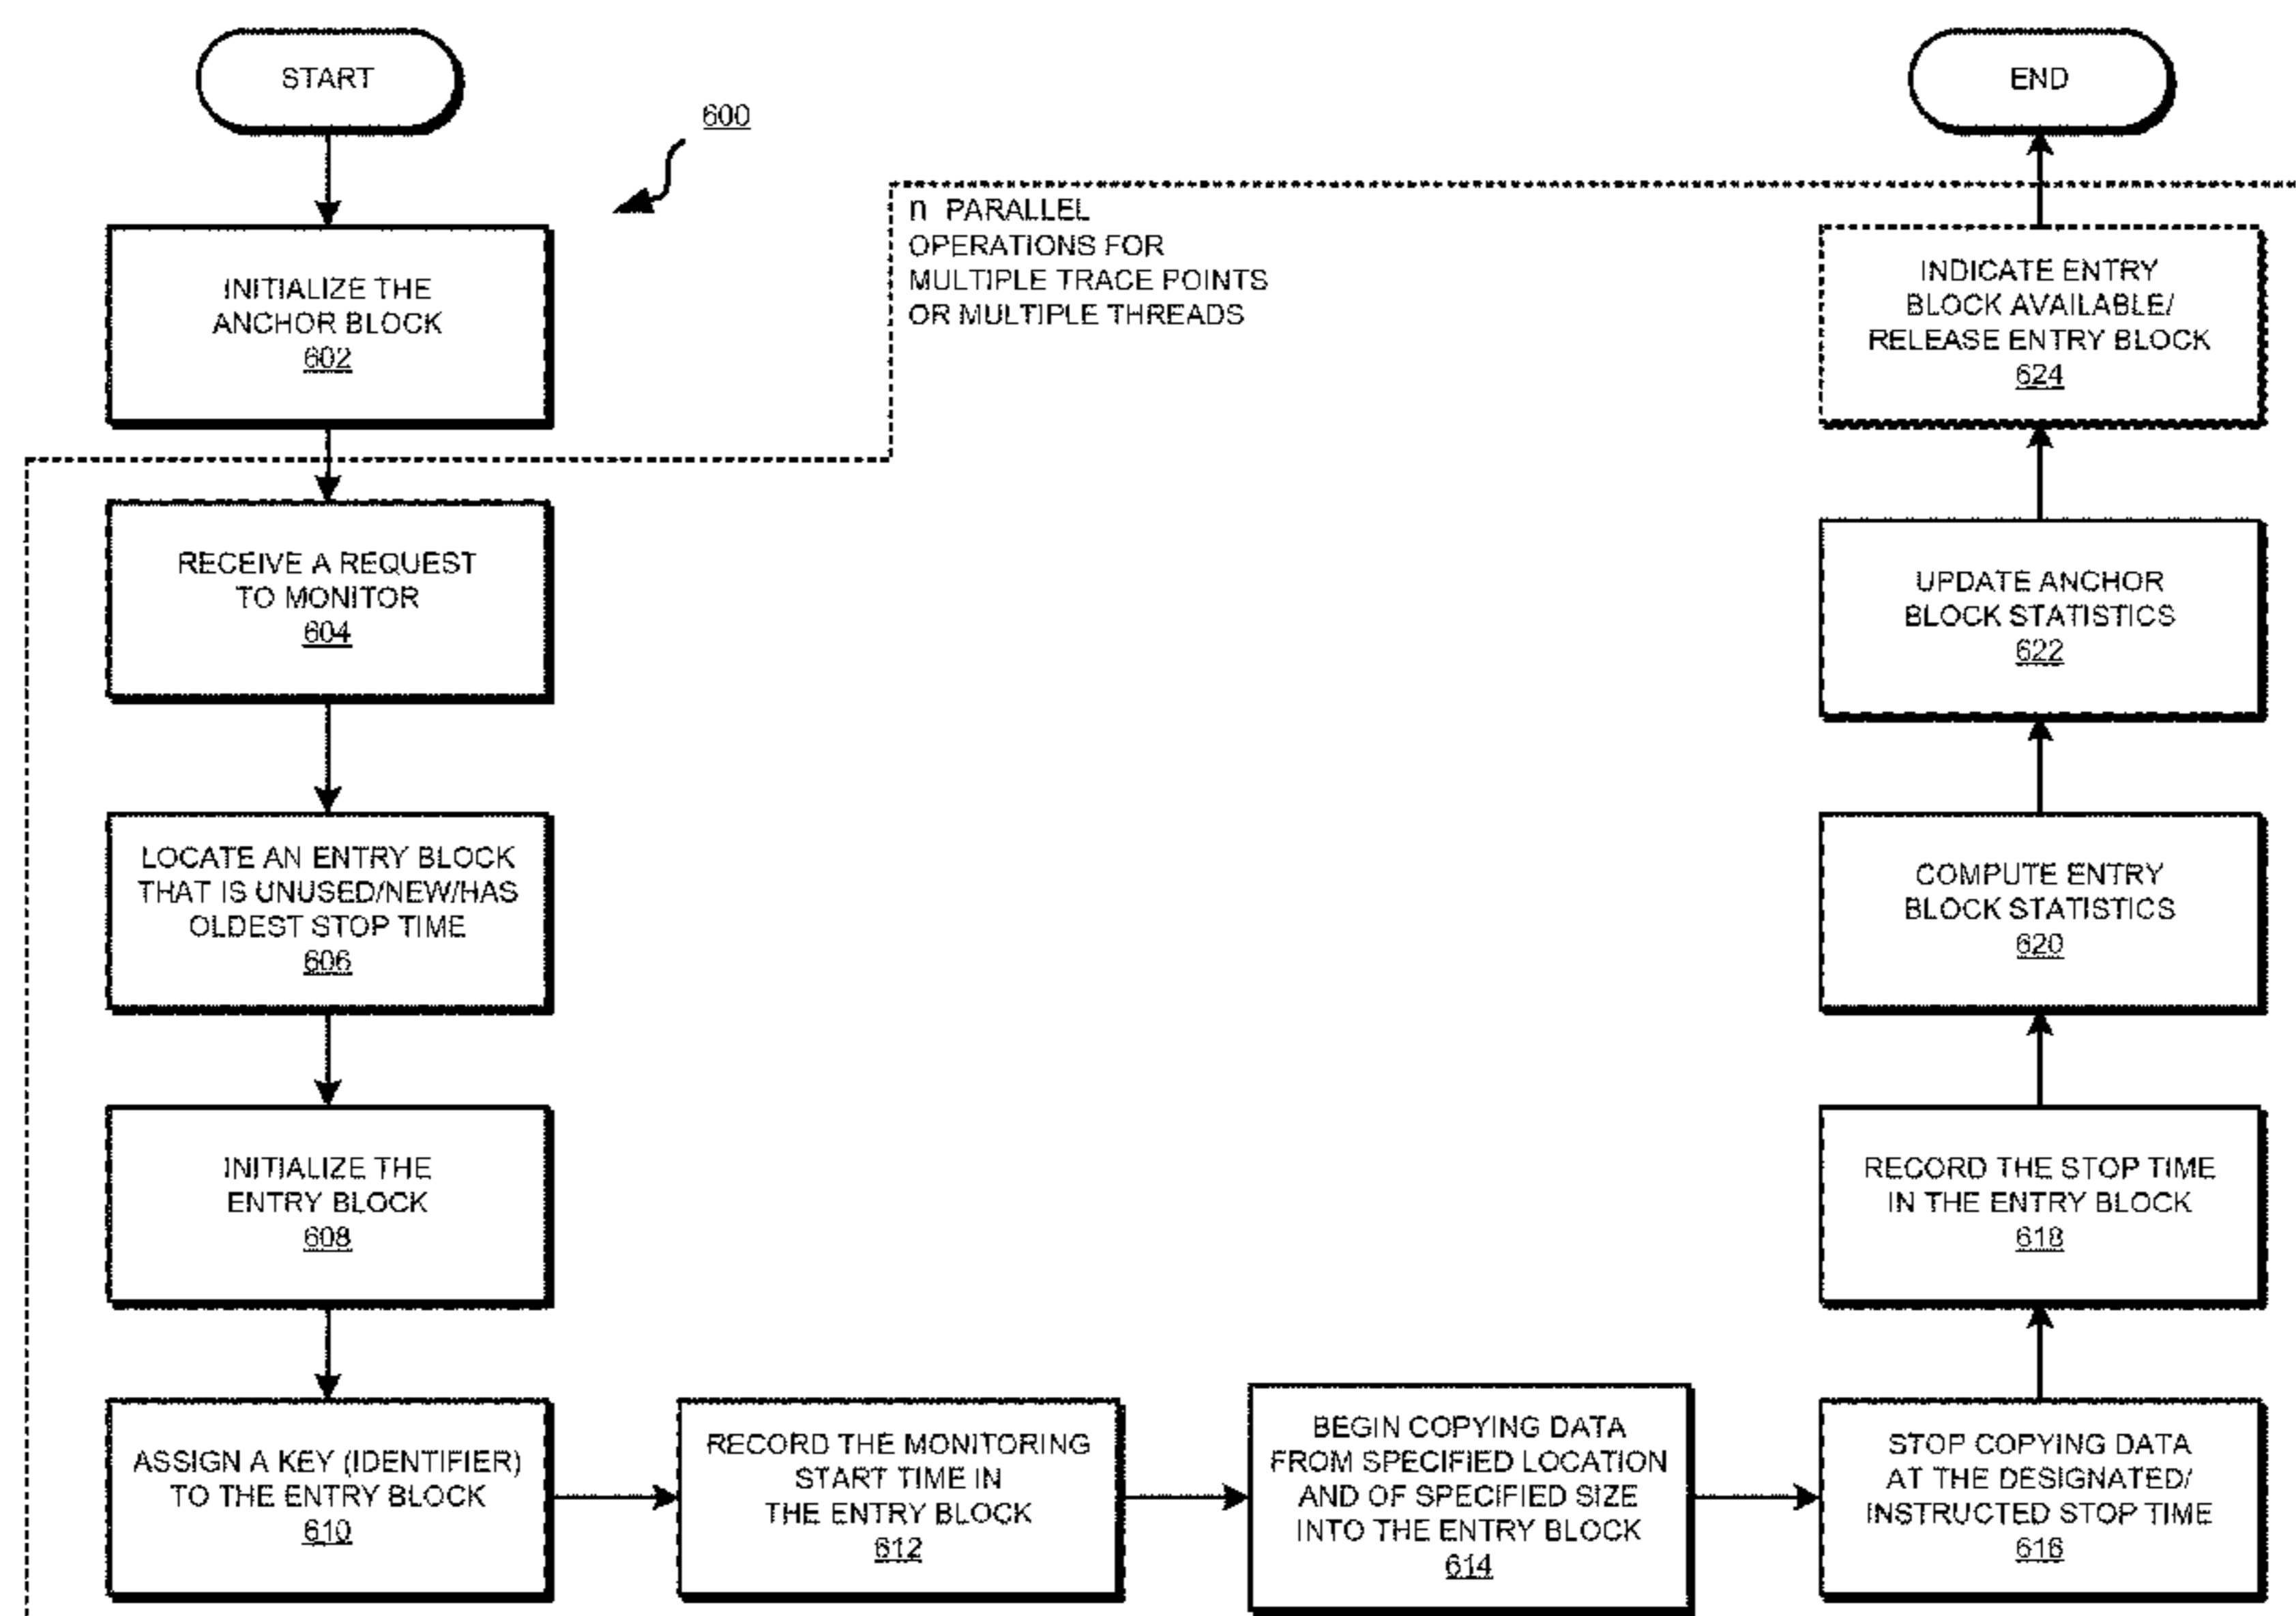 START
600
INITIALIZE THE
ANCHOR BLOCK
602
n PARALLEL
OPERATIONS FOR
MULTIPLE TRACE POINTS
OR MULTIPLE THREADS
RECEIVE A REQUEST
TO MONITOR
604
LOCATE AN ENTRY BLOCK
THAT IS UNUSED/NEW/HAS
OLDEST STOP TIME
606
INITIALIZE THE
ENTRY BLOCK
608
ASSIGN A KEY (IDENTIFIER)
TO THE ENTRY BLOCK
610
RECORD THE MONITORING
START TIME IN
THE ENTRY BLOCK
612
BEGIN COPYING DATA
FROM SPECIFIED LOCATION
AND OF SPECIFIED SIZE
INTO THE ENTRY BLOCK
614
STOP COPYING DATA
AT THE DESIGNATED/
INSTRUCTED STOP TIME
616
RECORD THE STOP TIME
IN THE ENTRY BLOCK
618
COMPUTE ENTRY
BLOCK STATISTICS
620
UPDATE ANCHOR
BLOCK STATISTICS
622
INDICATE ENTRY
BLOCK AVAILABLE/
RELEASE ENTRY BLOCK
624
END